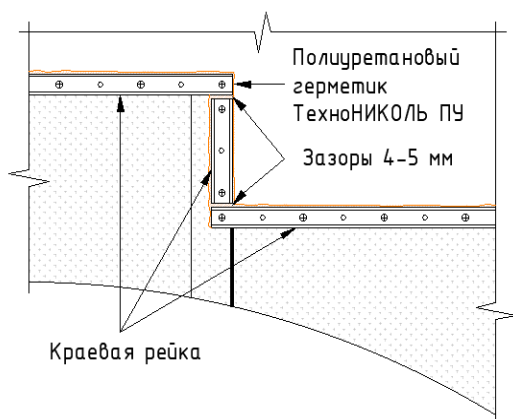 Полиуретановый
герметик
ТехноНИКОЛЬ ПУ
Зазоры 4-5 мм
Краевая рейка